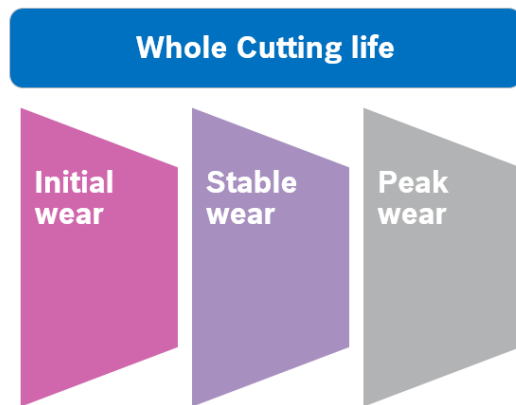 Whole Cutting life
Initial
wear
Stable
wear
Peak
wear